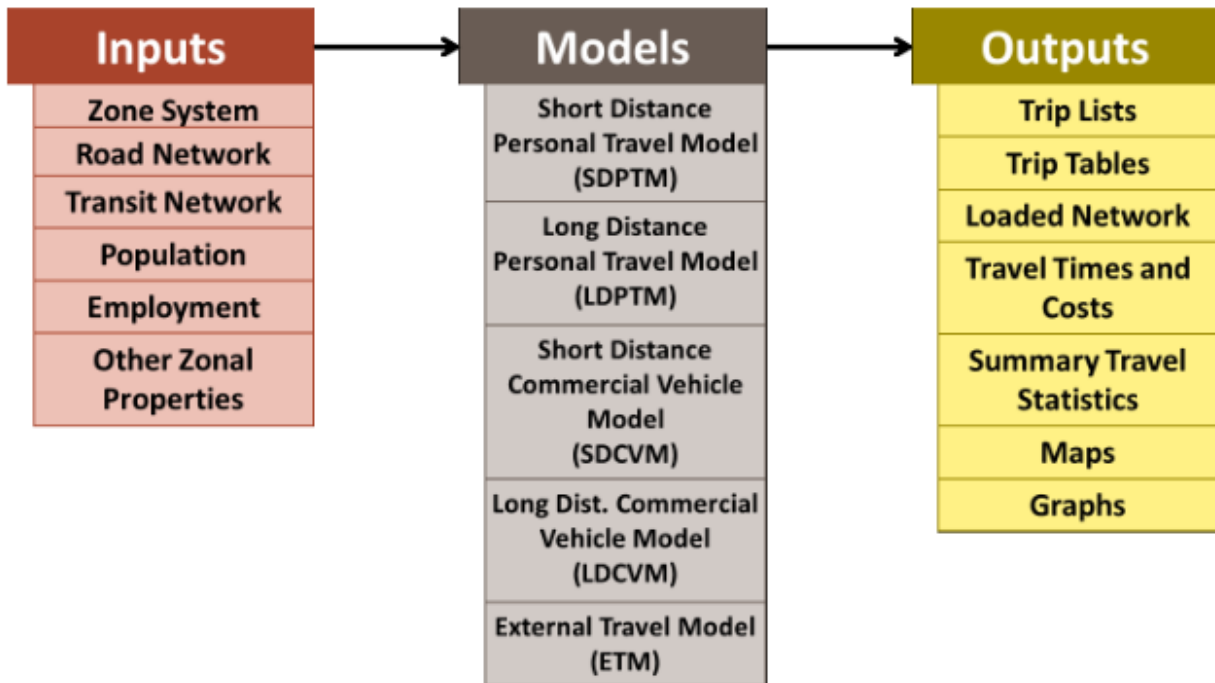 Inputs
Zone System
Road Network
Transit Network
Population
Employment
Other Zonal
Properties
Models
Short Distance
Personal Travel Model
(SDPTM)
Long Distance
Personal Travel Model
(LDPTM)
Short Distance
Commercial Vehicle
Model
(SDCVM)
Long Dist. Commercial
Vehicle Model
(LDCVM)
External Travel Model
(ETM)
Outputs
Trip Lists
Trip Tables
Loaded Network
Travel Times and
Costs
Summary Travel
Statistics
Maps
Graphs